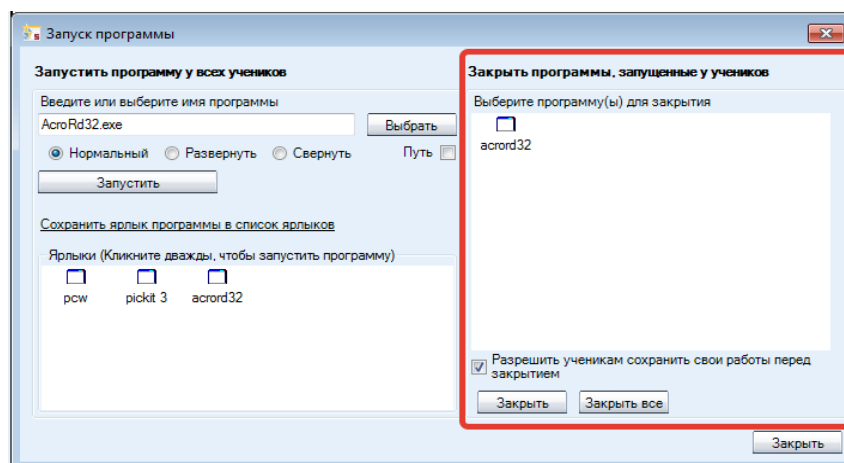 Запуск программы
Запустить программу у всех учеников
Введите или выберите имя программы
AcroRd32.exe
Выбрать
Нормальный Развернуть Свернуть Путь
Запустить
Сохранить ярлык программы в список ярлыков
Ярлыки (Кликните дважды, чтобы запустить программу)
pcw pickit 3 acrord32
Закрыть программы, запущенные у учеников
Выберите программу(ы) для закрытия
acrord32
Разрешить ученикам сохранить свои работы перед
закрытием
Закрыть Закрыть все
Закрыть